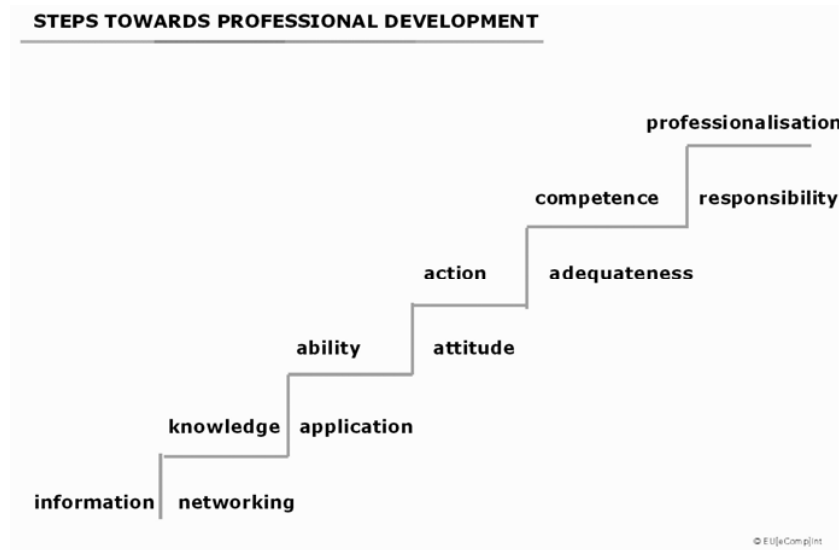 STEPS TOWARDS PROFESSIONAL DEVELOPMENT
professionalisation
competence responsibility
action adequateness
ability attitude
knowledge application
information networking
© EU[eComp]Int